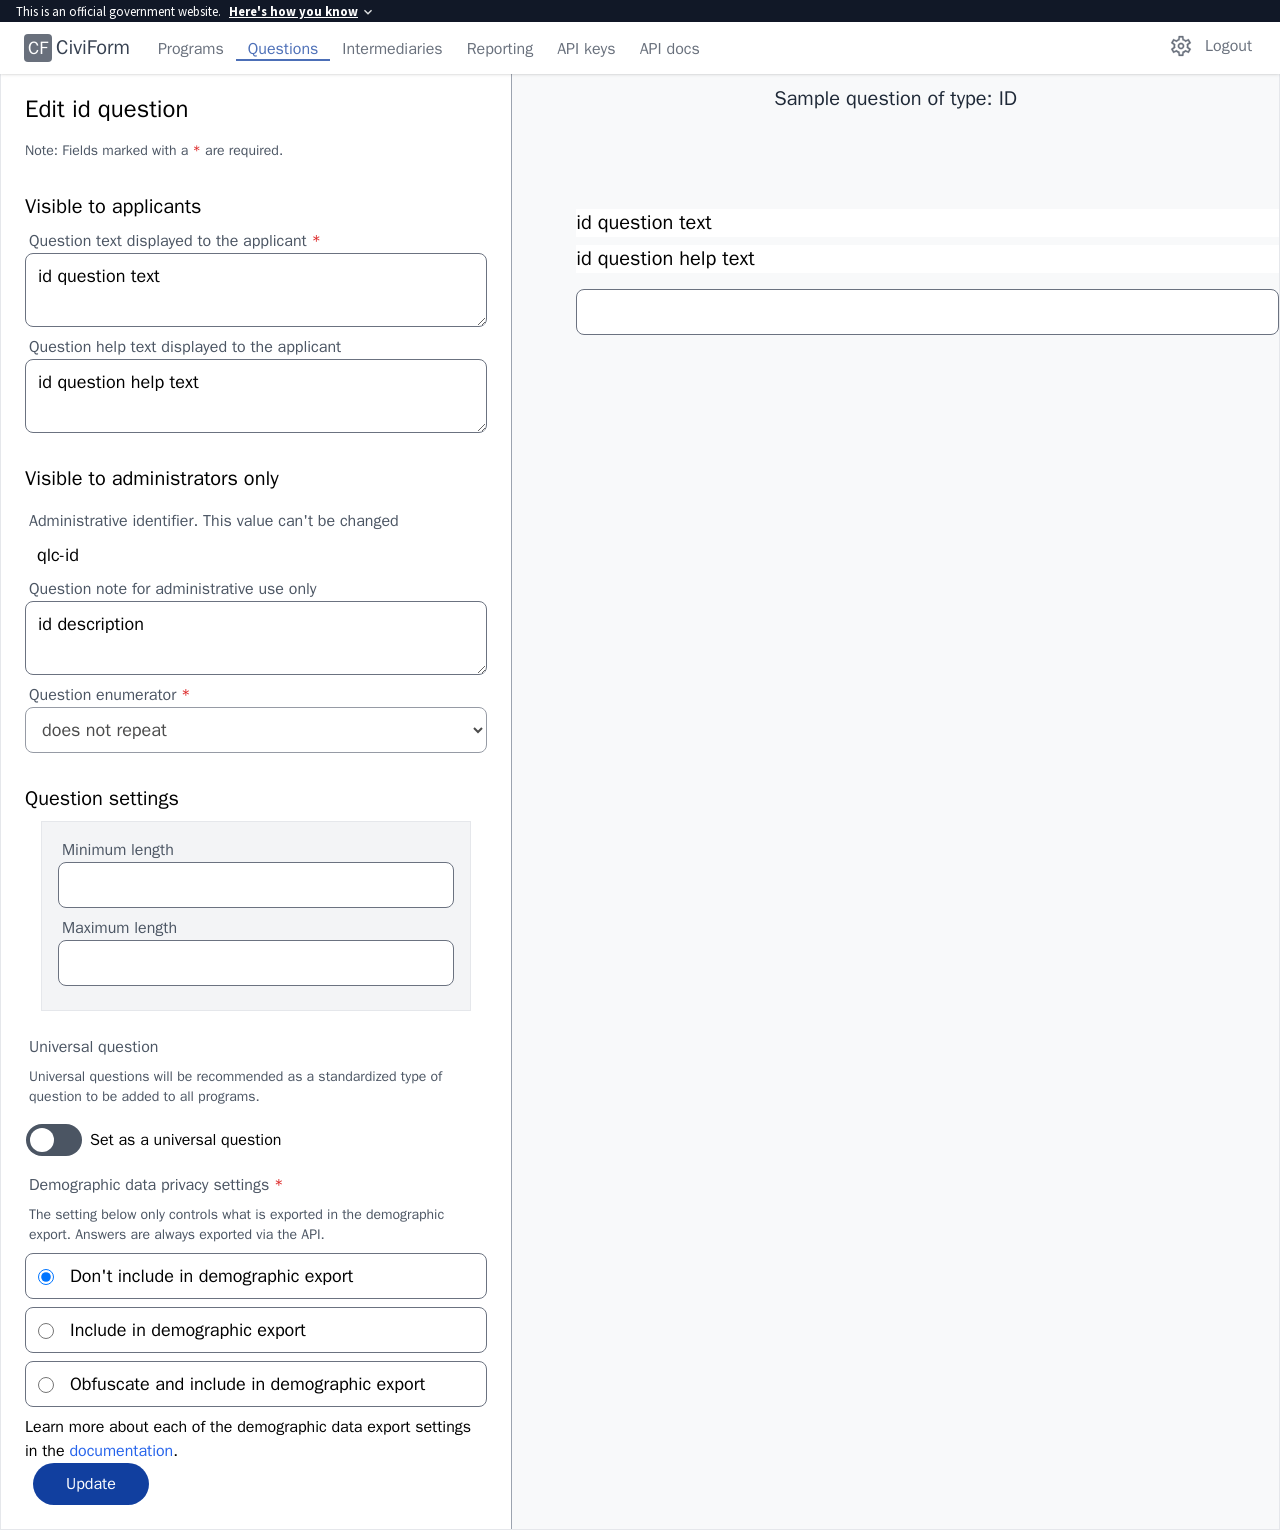 This is an official government website. Here's how you know
CF CiviForm Programs Questions Intermediaries Reporting API keys API docs Logout
Edit id question
Note: Fields marked with a * are required.
Visible to applicants
Question text displayed to the applicant *
id question text
Question help text displayed to the applicant
id question help text
Visible to administrators only
Administrative identifier. This value can't be changed
qlc-id
Question note for administrative use only
id description
Question enumerator *
does not repeat
Question settings
Minimum length
Maximum length
Universal question
Universal questions will be recommended as a standardized type of
question to be added to all programs.
Set as a universal question
Demographic data privacy settings *
The setting below only controls what is exported in the demographic
export. Answers are always exported via the API.
Don't include in demographic export
Include in demographic export
Obfuscate and include in demographic export
Learn more about each of the demographic data export settings
in the documentation.
Update
Sample question of type: ID
id question text
id question help text